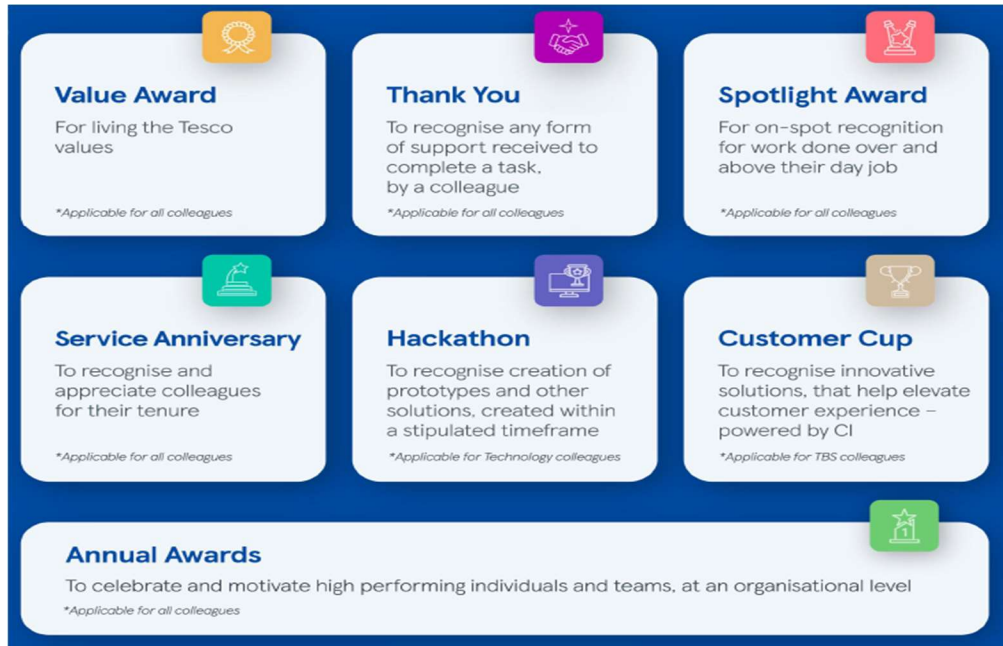 Value Award
For living the Tesco
values
*Applicable for all colleagues
Thank You
To recognise any form
of support received to
complete a task,
by a colleague
*Applicable for all colleagues
Spotlight Award
For on-spot recognition
for work done over and
above their day job
*Applicable for all colleagues
Service Anniversary
To recognise and
appreciate colleagues
for their tenure
*Applicable for all colleagues
Hackathon
To recognise creation of
prototypes and other
solutions, created within
a stipulated timeframe
*Applicable for Technology colleagues
Customer Cup
To recognise innovative
solutions, that help elevate
customer experience –
powered by CI
*Applicable for TBS colleagues
1
Annual Awards
To celebrate and motivate high performing individuals and teams, at an organisational level
*Applicable for all colleagues